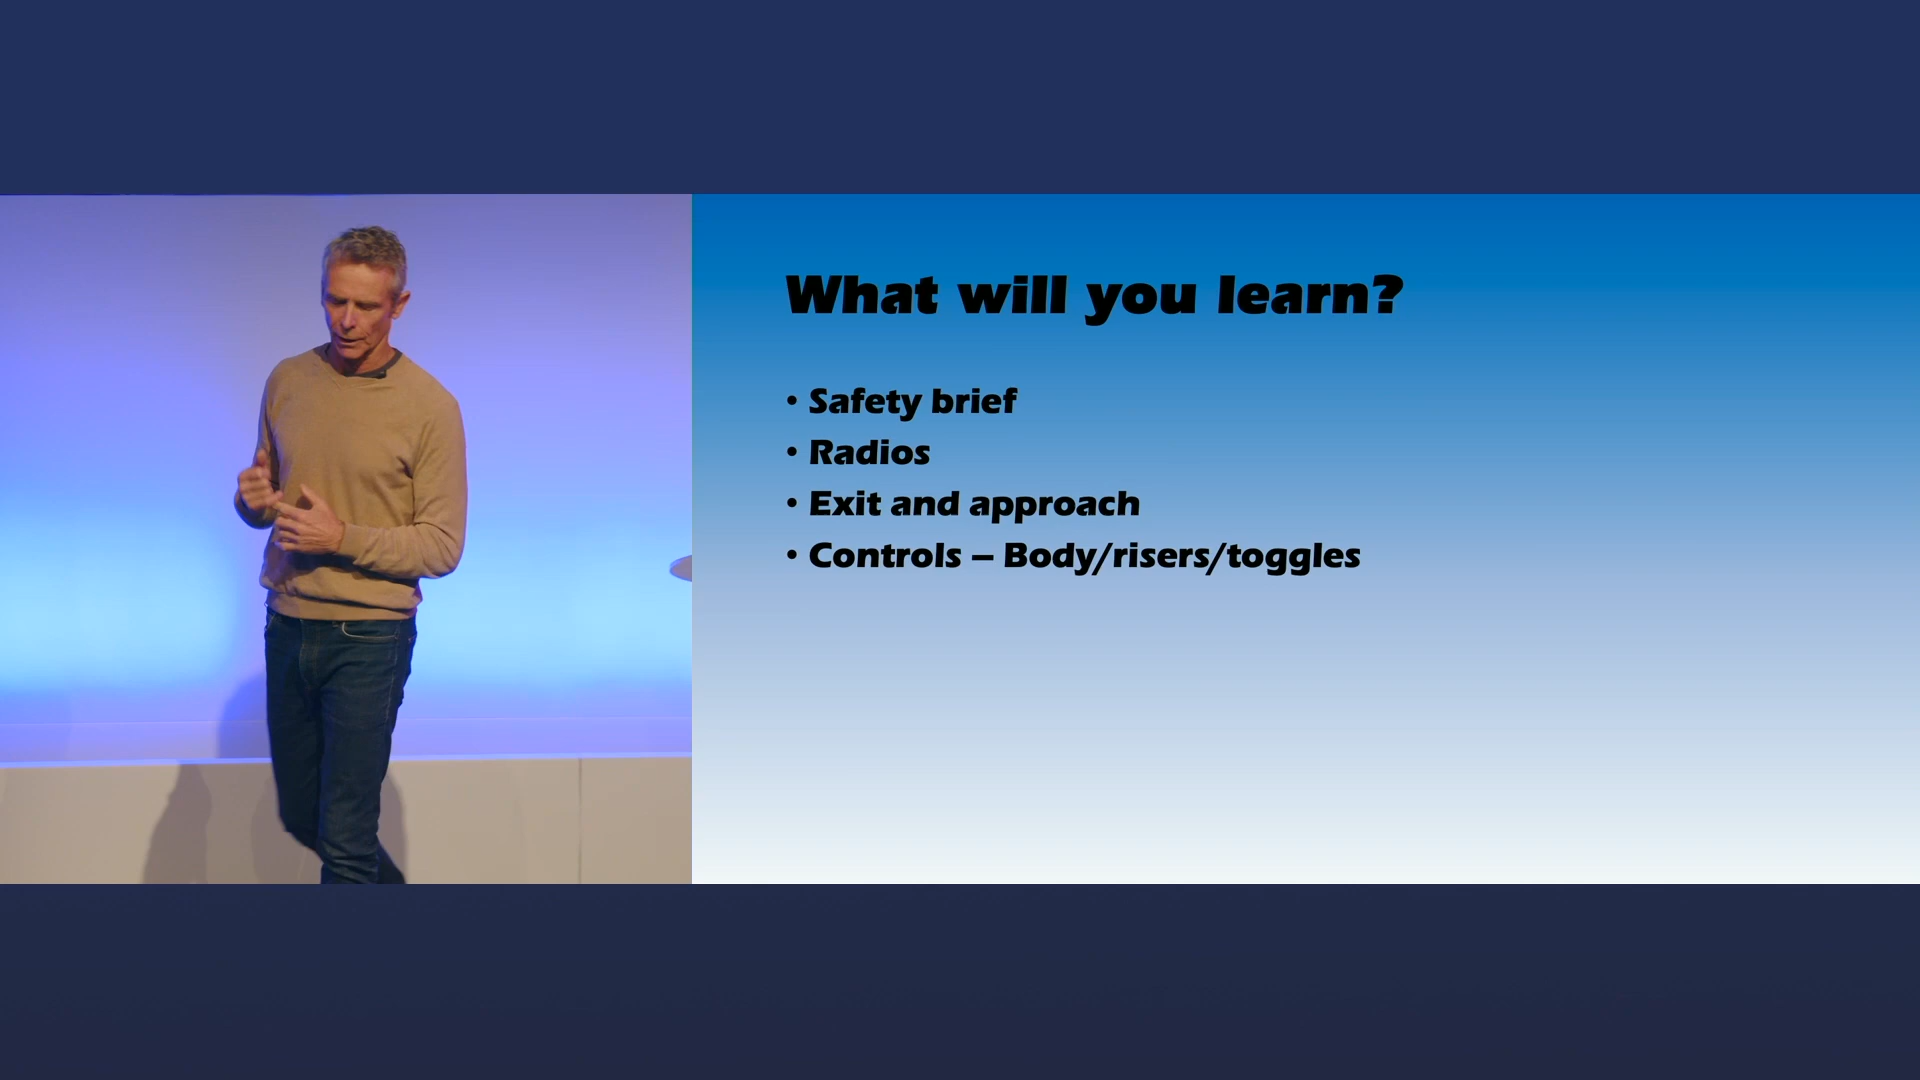 What will you learn?
• Safety brief
• Radios
• Exit and approach
• Controls – Body/risers/toggles